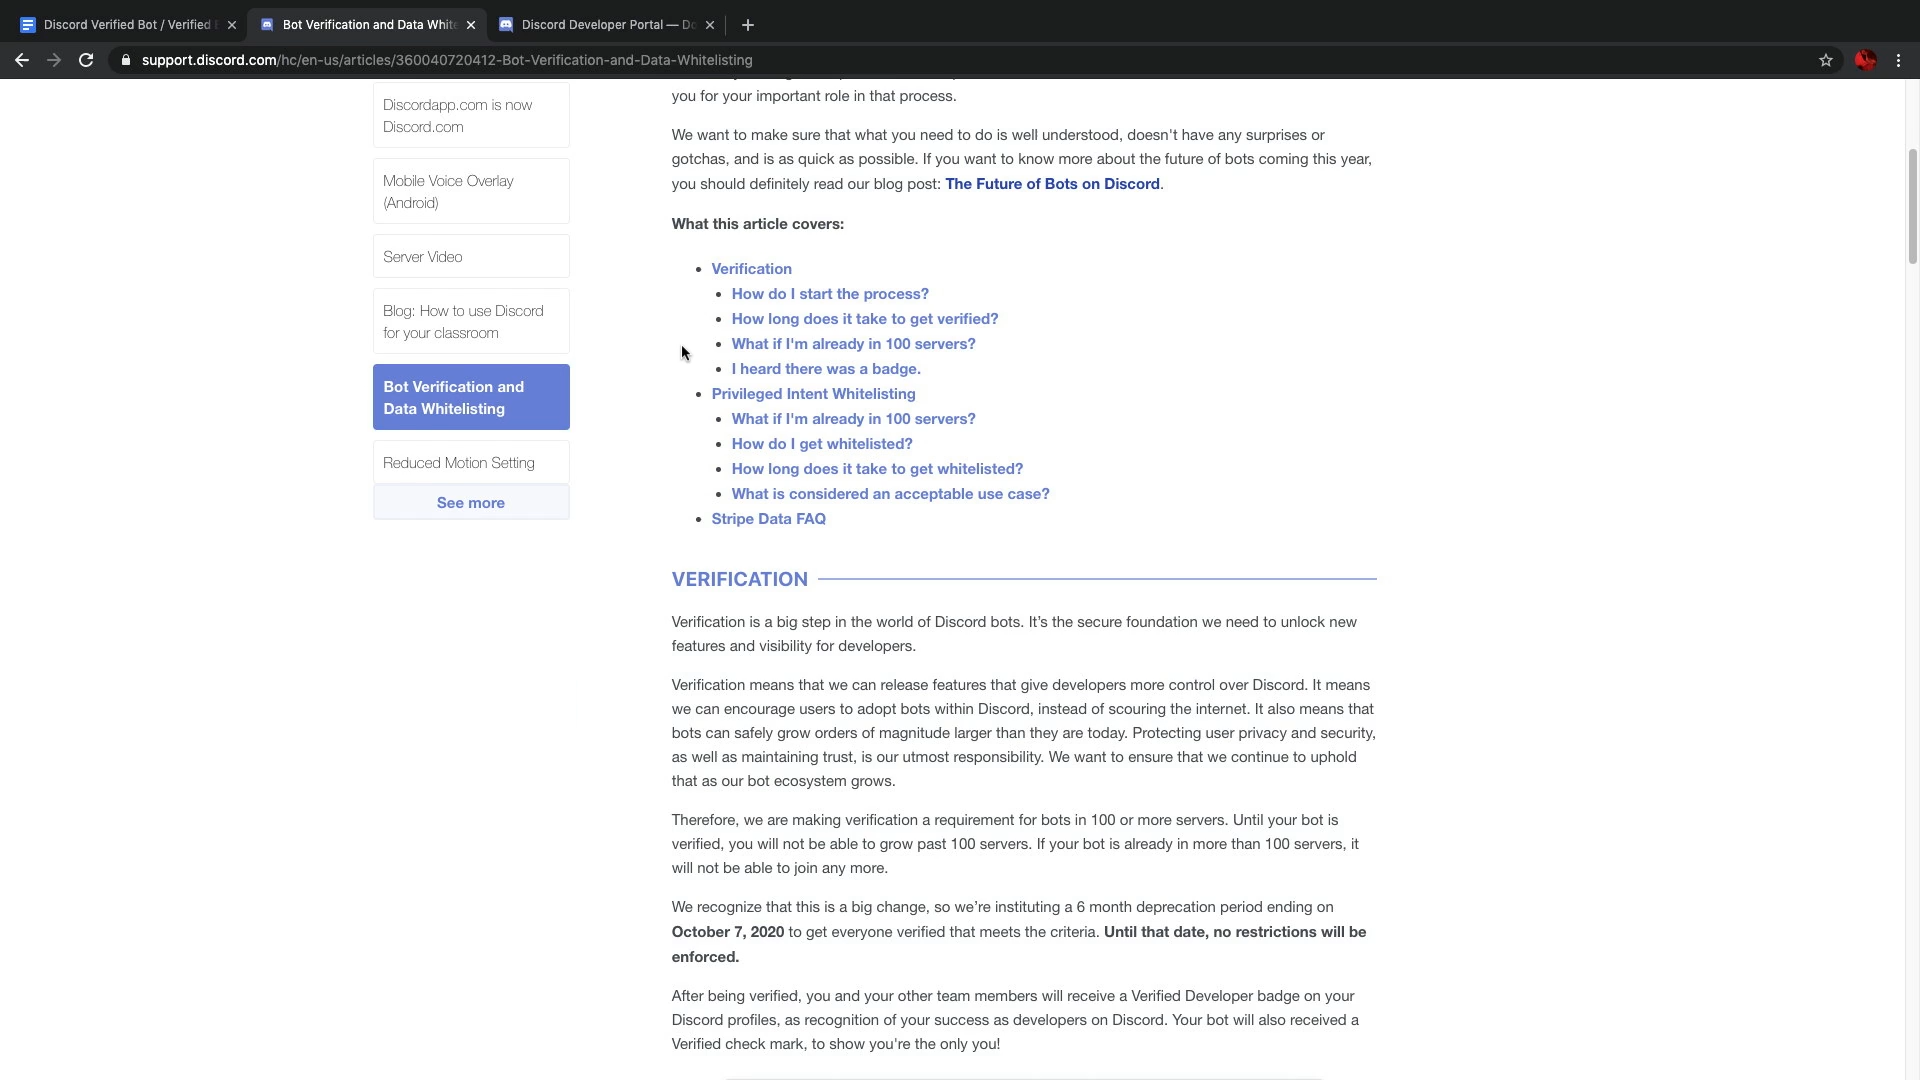 Discord Verified Bot / Verified
Bot Verification and Data White
Discord Developer Portal — Do
support.discord.com/hc/en-us/articles/360040720412-Bot-Verification-and-Data-Whitelisting
Discordapp.com is now
Discord.com
Mobile Voice Overlay
(Android)
Server Video
Blog: How to use Discord
for your classroom
Bot Verification and
Data Whitelisting
Reduced Motion Setting
See more
you for your important role in that process.
We want to make sure that what you need to do is well understood, doesn't have any surprises or
gotchas, and is as quick as possible. If you want to know more about the future of bots coming this year,
you should definitely read our blog post: The Future of Bots on Discord.
What this article covers:
• Verification
• How do I start the process?
• How long does it take to get verified?
• What if I'm already in 100 servers?
• I heard there was a badge.
• Privileged Intent Whitelisting
• What if I'm already in 100 servers?
• How do I get whitelisted?
• How long does it take to get whitelisted?
• What is considered an acceptable use case?
• Stripe Data FAQ
VERIFICATION
Verification is a big step in the world of Discord bots. It’s the secure foundation we need to unlock new
features and visibility for developers.
Verification means that we can release features that give developers more control over Discord. It means
we can encourage users to adopt bots within Discord, instead of scouring the internet. It also means that
bots can safely grow orders of magnitude larger than they are today. Protecting user privacy and security,
as well as maintaining trust, is our utmost responsibility. We want to ensure that we continue to uphold
that as our bot ecosystem grows.
Therefore, we are making verification a requirement for bots in 100 or more servers. Until your bot is
verified, you will not be able to grow past 100 servers. If your bot is already in more than 100 servers, it
will not be able to join any more.
We recognize that this is a big change, so we’re instituting a 6 month deprecation period ending on
October 7, 2020 to get everyone verified that meets the criteria. Until that date, no restrictions will be
enforced.
After being verified, you and your other team members will receive a Verified Developer badge on your
Discord profiles, as recognition of your success as developers on Discord. Your bot will also received a
Verified check mark, to show you're the only you!